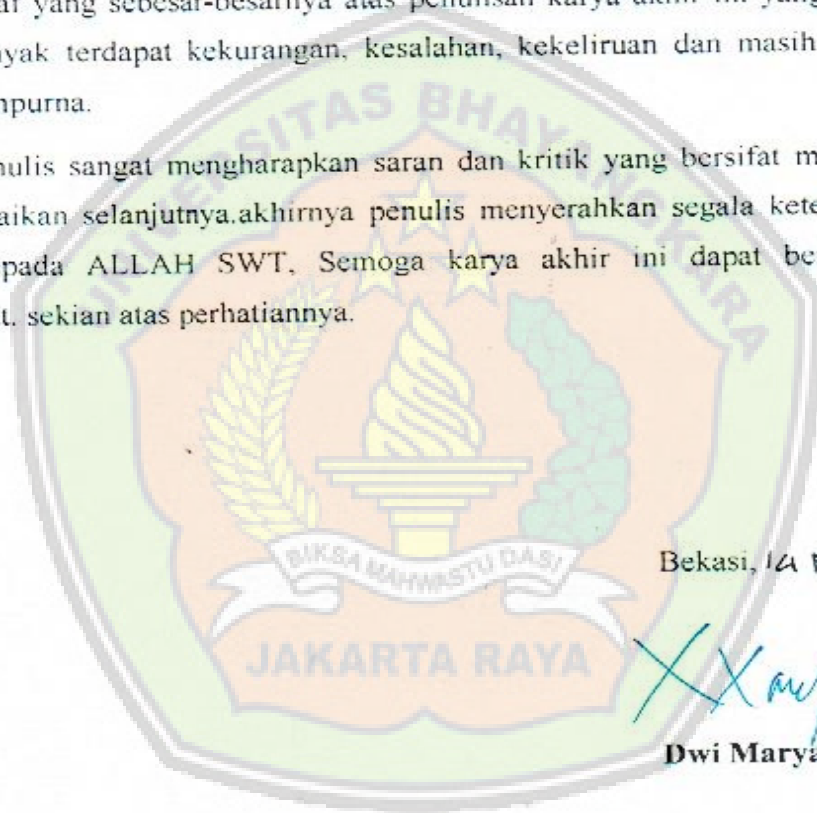 yang sebesar-besarnya atas penulisan karya akhir ini yang
nyak terdapat kekurangan, kesalahan, kekeliruan dan masih
npurna.
nulis sangat mengharapkan saran dan kritik yang bersifat m
aikan selanjutnya.akhirnya penulis menyerahkan segala kete
pada ALLAH SWT, Semoga karya akhir ini dapat be
t. sekian atas perhatiannya.
UNIVERSITAS BHAYANGKARA
BIKSA MAHWASTU DASI
JAKARTA RAYA
Bekasi,
Dwi Marya